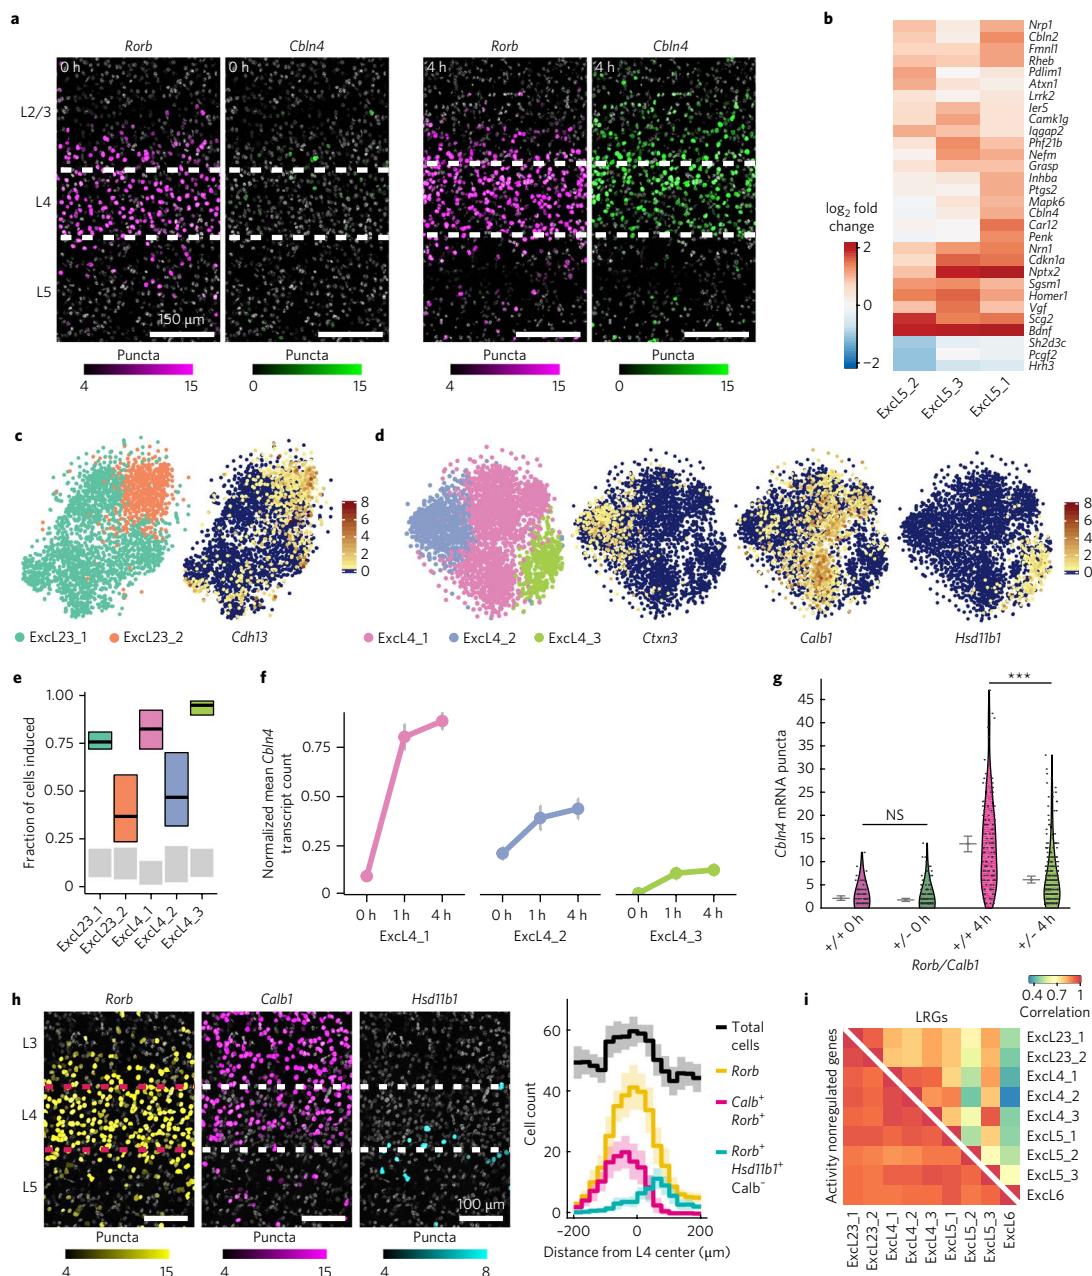 a
Rorb
Cbln4
Rorb
Cbln4
0 h
0 h
4 h
4 h
L2/3
L4
L5
150 μm
Puncta
Puncta
Puncta
Puncta
4 15
0 15
4 15
0 15
b
Nrp1
Cbln2
Fmnl1
Rheb
Pdlim1
Atxn1
Lrrk2
Ier5
Camk1g
Iqgap2
Phf21b
Nefm
Grasp
Inhba
Ptgs2
Mapk6
Cbln4
Car12
Penk
Nrn1
Cdkn1a
Nptx2
Sgsm1
Homer1
Vgf
Scg2
Bdnf
Sh2d3c
Pcgf2
Hrh3
log2 fold
change
2
0
−2
ExcL5_2
ExcL5_3
ExcL5_1
c
8
6
4
2
0
ExcL23_1
ExcL23_2
Cdh13
d
8
6
4
2
0
ExcL4_1
ExcL4_2
ExcL4_3
Ctxn3
Calb1
Hsd11b1
e
Fraction of cells induced
1.00
0.75
0.50
0.25
0
ExcL23_1
ExcL23_2
ExcL4_1
ExcL4_2
ExcL4_3
f
Normalized mean Cbln4
transcript count
0.75
0.50
0.25
0
0 h 1 h 4 h
0 h 1 h 4 h
0 h 1 h 4 h
ExcL4_1
ExcL4_2
ExcL4_3
g
Cbln4 mRNA puncta
45
40
35
30
25
20
15
10
5
0
NS
***
+/+ 0 h
+/− 0 h
+/+ 4 h
+/− 4 h
Rorb/Calb1
h
Rorb
Calb1
Hsd11b1
L3
L4
L5
100 μm
Puncta
Puncta
Puncta
4 15
4 15
4 8
Cell count
60
40
20
0
−200 0 200
Distance from L4 center (μm)
Total
cells
Rorb
Calb+
Rorb+
Rorb+
Hsd11b1+
Calb−
i
0.4 0.7 1
Correlation
LRGs
Activity nonregulated genes
ExcL23_1
ExcL23_2
ExcL4_1
ExcL4_2
ExcL4_3
ExcL5_1
ExcL5_2
ExcL5_3
ExcL6
ExcL23_1
ExcL23_2
ExcL4_1
ExcL4_2
ExcL4_3
ExcL5_1
ExcL5_2
ExcL5_3
ExcL6